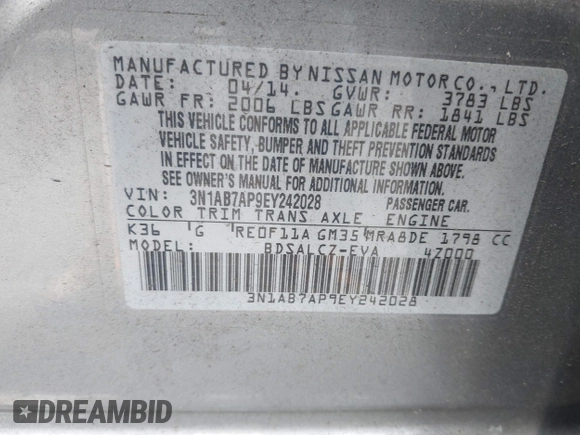 MANUFACTURED BY NISSAN MOTOR CO., LTD.
DATE: 04/14. GVWR: 3783 LBS
GAWR FR: 2006 LBS GAWR RR: 1841 LBS
THIS VEHICLE CONFORMS TO ALL APPLICABLE FEDERAL MOTOR
VEHICLE SAFETY, BUMPER AND THEFT PREVENTION STANDARDS
IN EFFECT ON THE DATE OF MANUFACTURE SHOWN ABOVE.
SEE OWNER'S MANUAL FOR ADDITIONAL INFORMATION
VIN: 3N1AB7AP9EY242028 PASSENGER CAR.
COLOR TRIM TRANS AXLE ENGINE
K36 G RE0F11A GM35 MRA8DE 1798 CC
MODEL: BDSALCZ-EVA 4Z000
3N1AB7AP9EY242028
DREAMBID